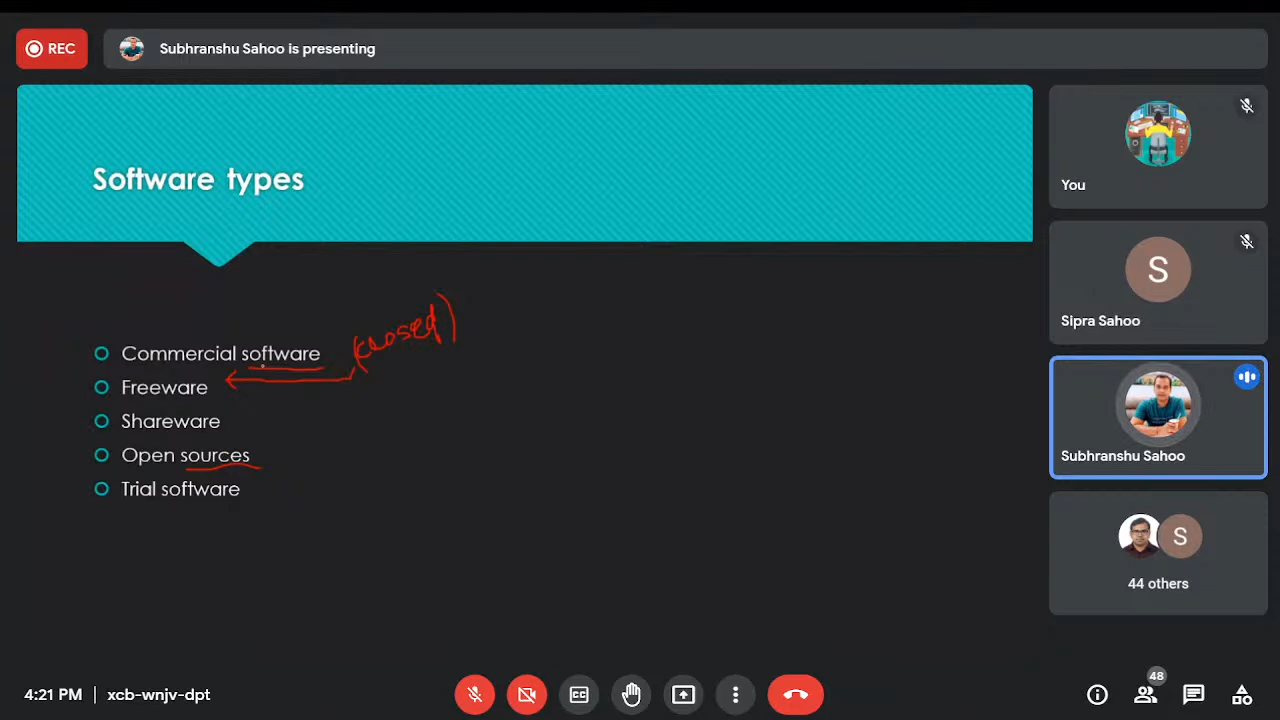 REC
Subhranshu Sahoo is presenting
Software types
(closed)
Commercial software
Freeware
Shareware
Open sources
Trial software
You
S
Sipra Sahoo
Subhranshu Sahoo
S
44 others
4:21 PM | xcb-wnjv-dpt
CC
48